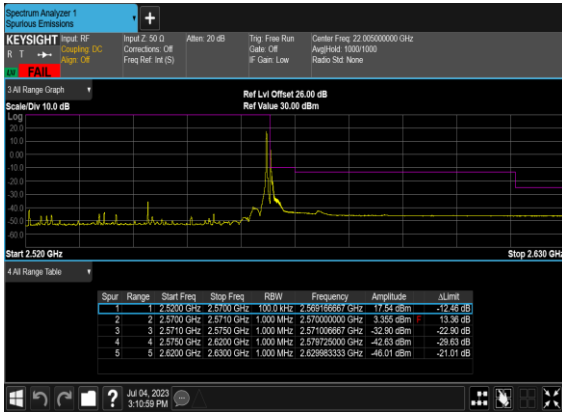 Spectrum Analyzer 1
Spurious Emissions
+
KEYSIGHT Input: RF Input Z: 50 Ω Atten: 20 dB Trig: Free Run Center Freq: 22.005000000 GHz
R T Coupling: DC Corrections: Off Gate: Off Avg|Hold: 1000/1000
Align: Off Freq Ref: Int (S) IF Gain: Low Radio Std: None
FAIL
3 All Range Graph
Ref Lvl Offset 26.00 dB
Scale/Div 10.0 dB Ref Value 30.00 dBm
Log
20.0
10.0
0.00
-10.0
-20.0
-30.0
-40.0
-50.0
-60.0
Start 2.520 GHz Stop 2.630 GHz
4 All Range Table
Spur Range Start Freq Stop Freq RBW Frequency Amplitude ΔLimit
1 1 2.5200 GHz 2.5700 GHz 100.0 kHz 2.569166667 GHz 17.54 dBm -12.46 dB
2 2 2.5700 GHz 2.5710 GHz 1.000 MHz 2.570000000 GHz 3.355 dBm F 13.36 dB
3 3 2.5710 GHz 2.5750 GHz 1.000 MHz 2.571006667 GHz -32.90 dBm -22.90 dB
4 4 2.5750 GHz 2.6200 GHz 1.000 MHz 2.579725000 GHz -42.63 dBm -29.63 dB
5 5 2.6200 GHz 2.6300 GHz 1.000 MHz 2.629983333 GHz -46.01 dBm -21.01 dB
? Jul 04, 2023
3:10:59 PM